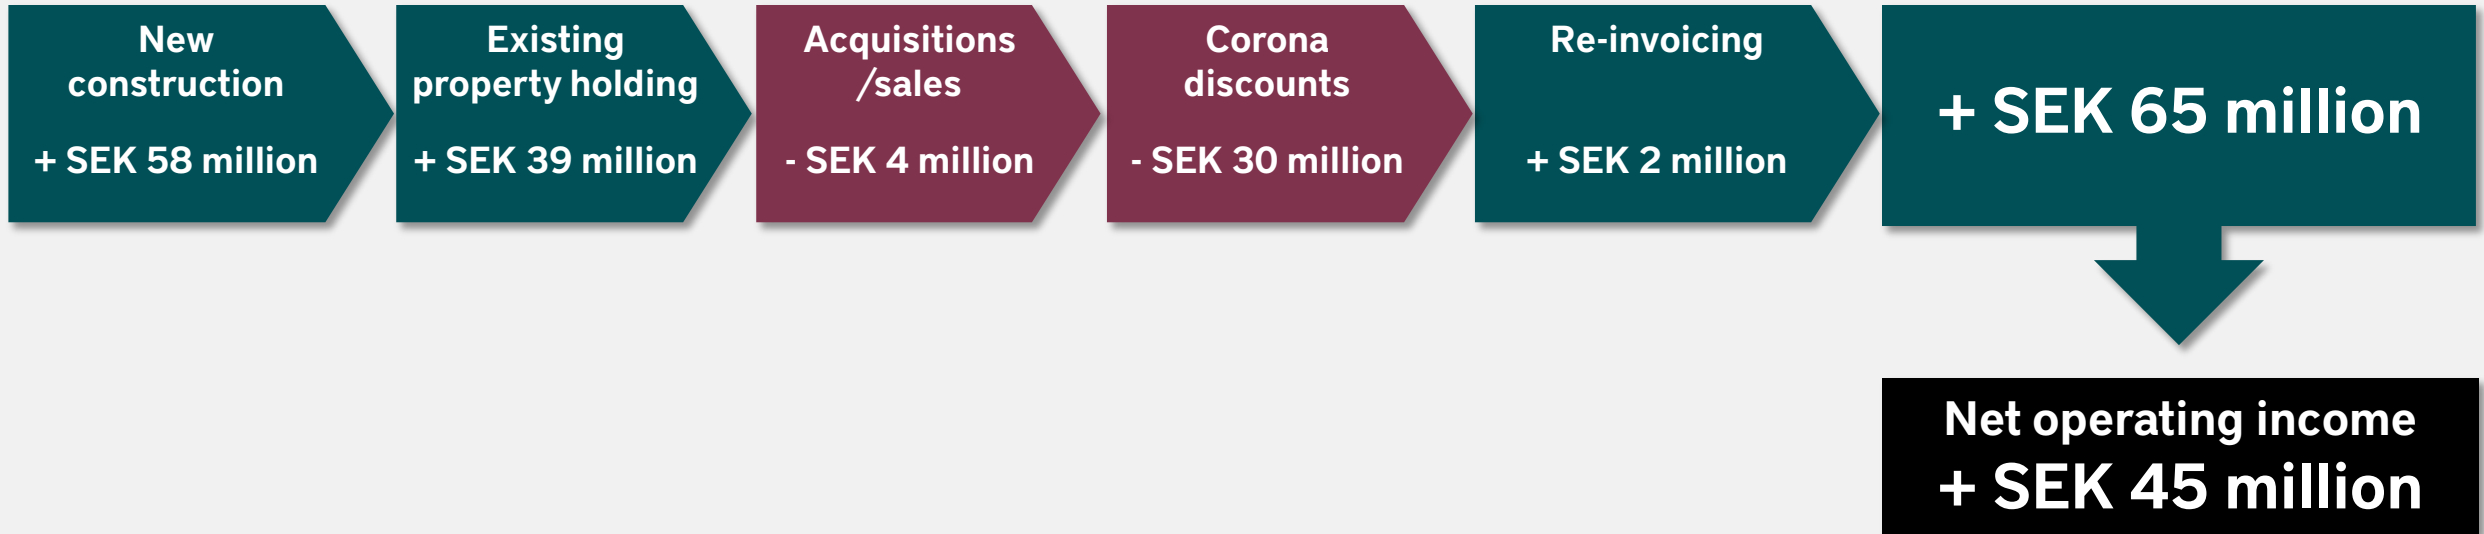 New
construction
+ SEK 58 million
Existing
property holding
+ SEK 39 million
Acquisitions
/sales
- SEK 4 million
Corona
discounts
- SEK 30 million
Re-invoicing
+ SEK 2 million
+ SEK 65 million
Net operating income
+ SEK 45 million